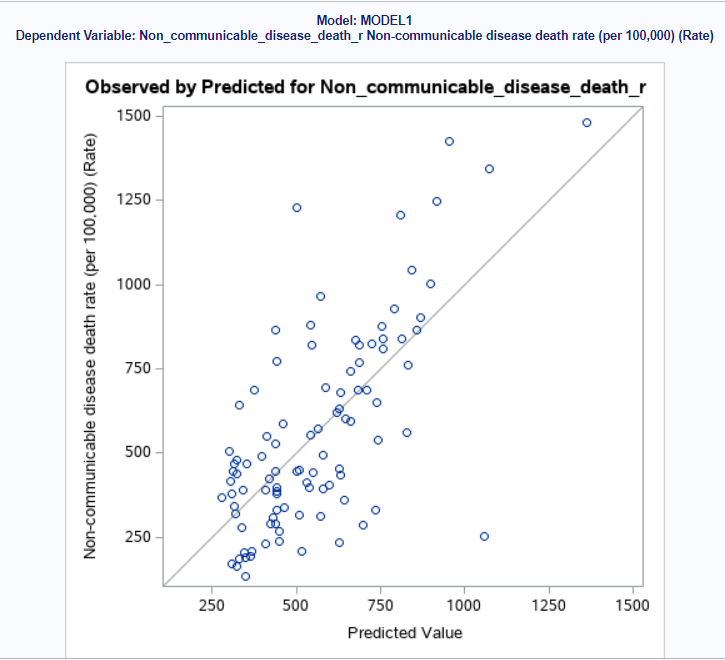 Model: MODEL1
Dependent Variable: Non_communicable_disease_death_r Non-communicable disease death rate (per 100,000) (Rate)
Observed by Predicted for Non_communicable_disease_death_r
Non-communicable disease death rate (per 100,000) (Rate)
1500
1250
1000
750
500
250
250 500 750 1000 1250 1500
Predicted Value